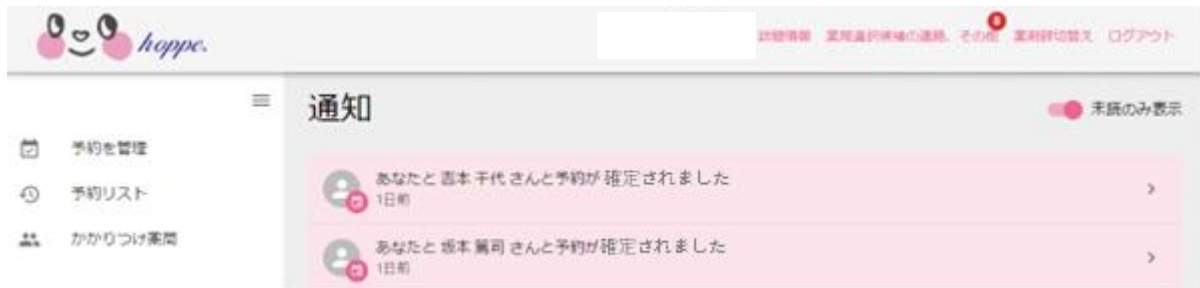 hoppe.
8
詳細情報 薬局選択候補の連絡、その他 薬剤師切替え ログアウト
通知
未読のみ表示
予約を管理
予約リスト
かかりつけ薬局
あなたと 吉本 千代 さんと予約が 確定されました
1日前
あなたと 坂本 篤司 さんと予約が 確定されました
1日前